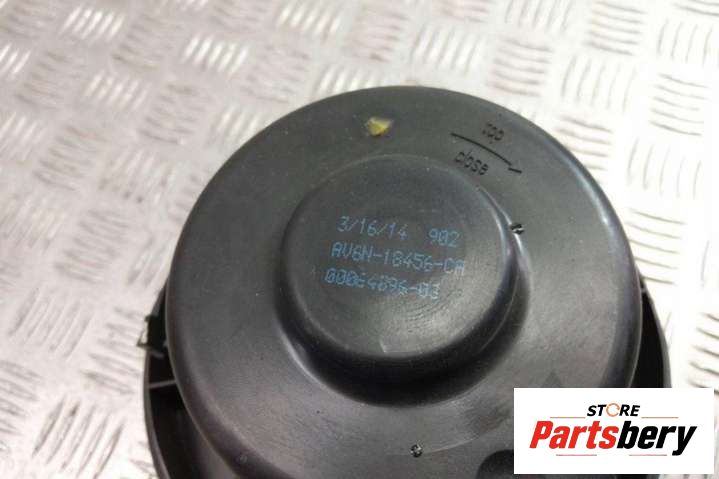 top
close
3/16/14 902
AV6N-18456-CA
00064896-03
STORE
Partsbery